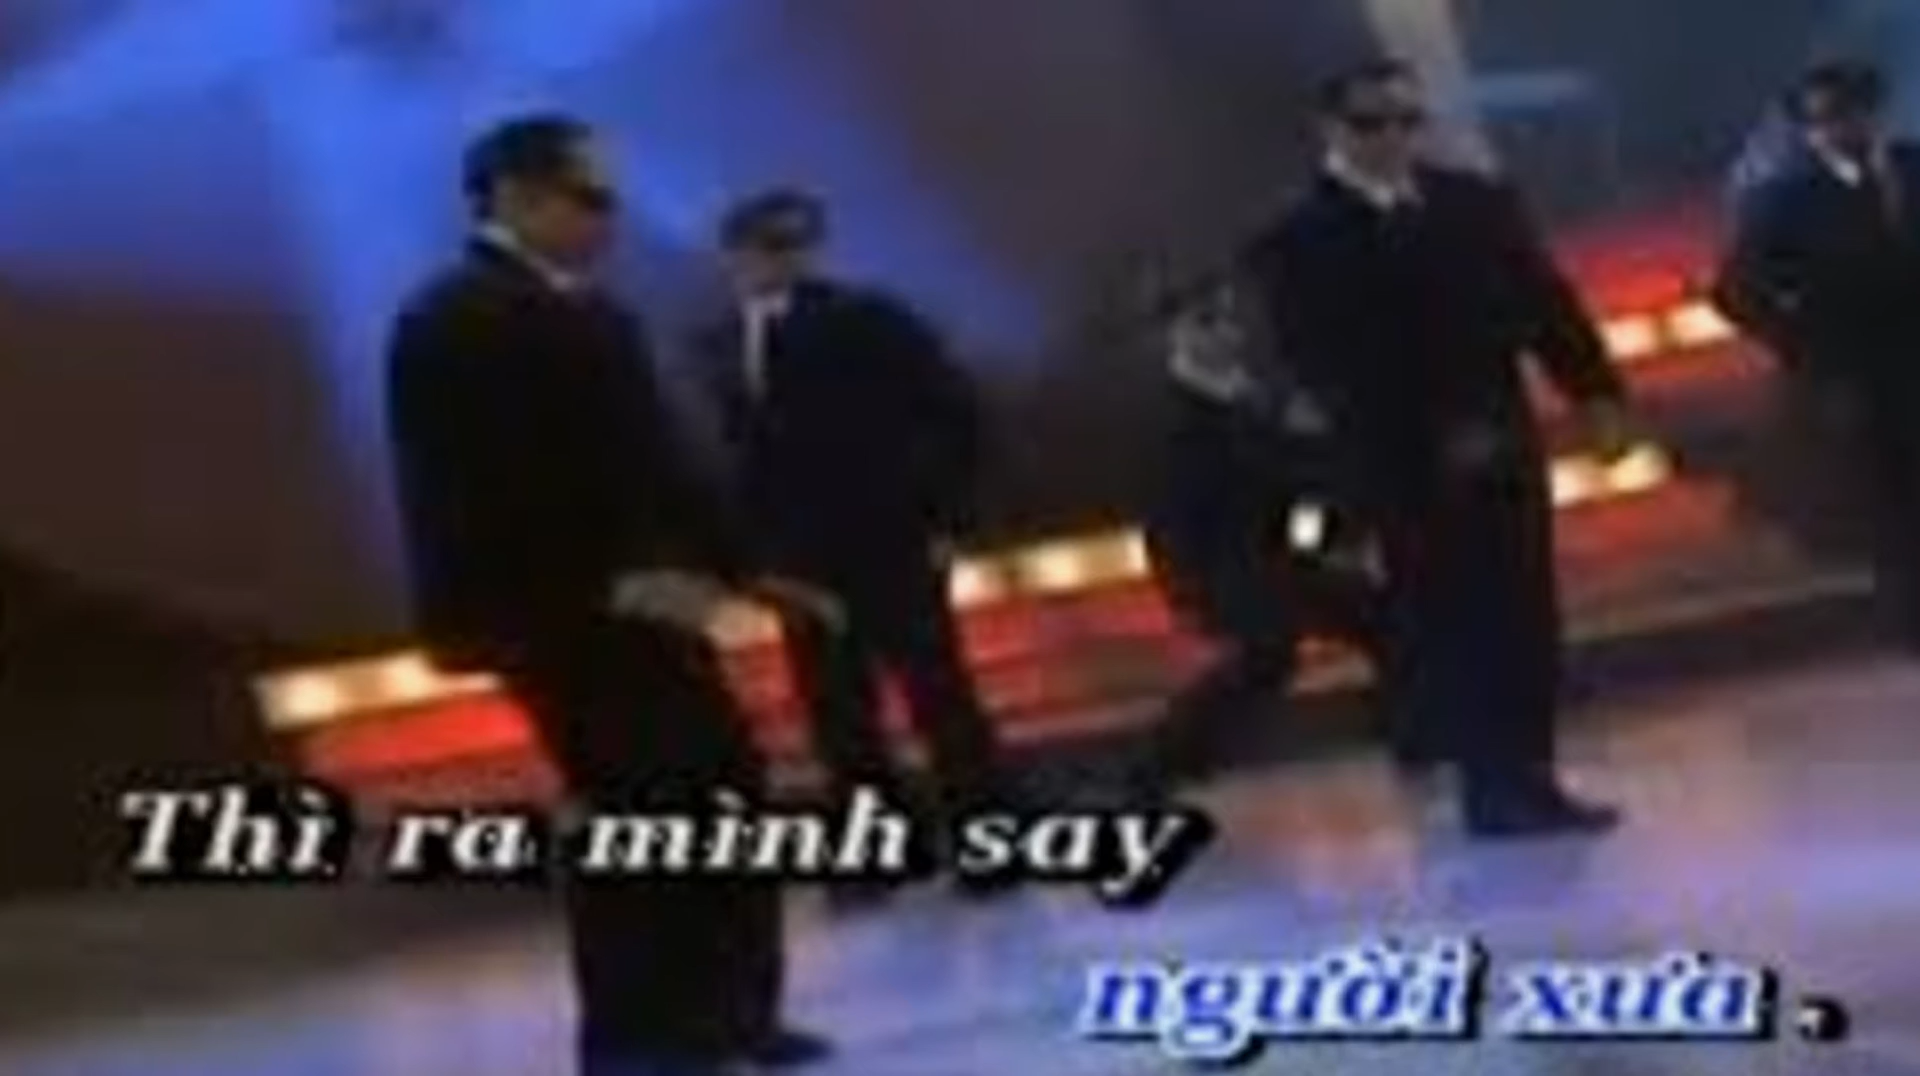 Thì ra mình say
người xưa .